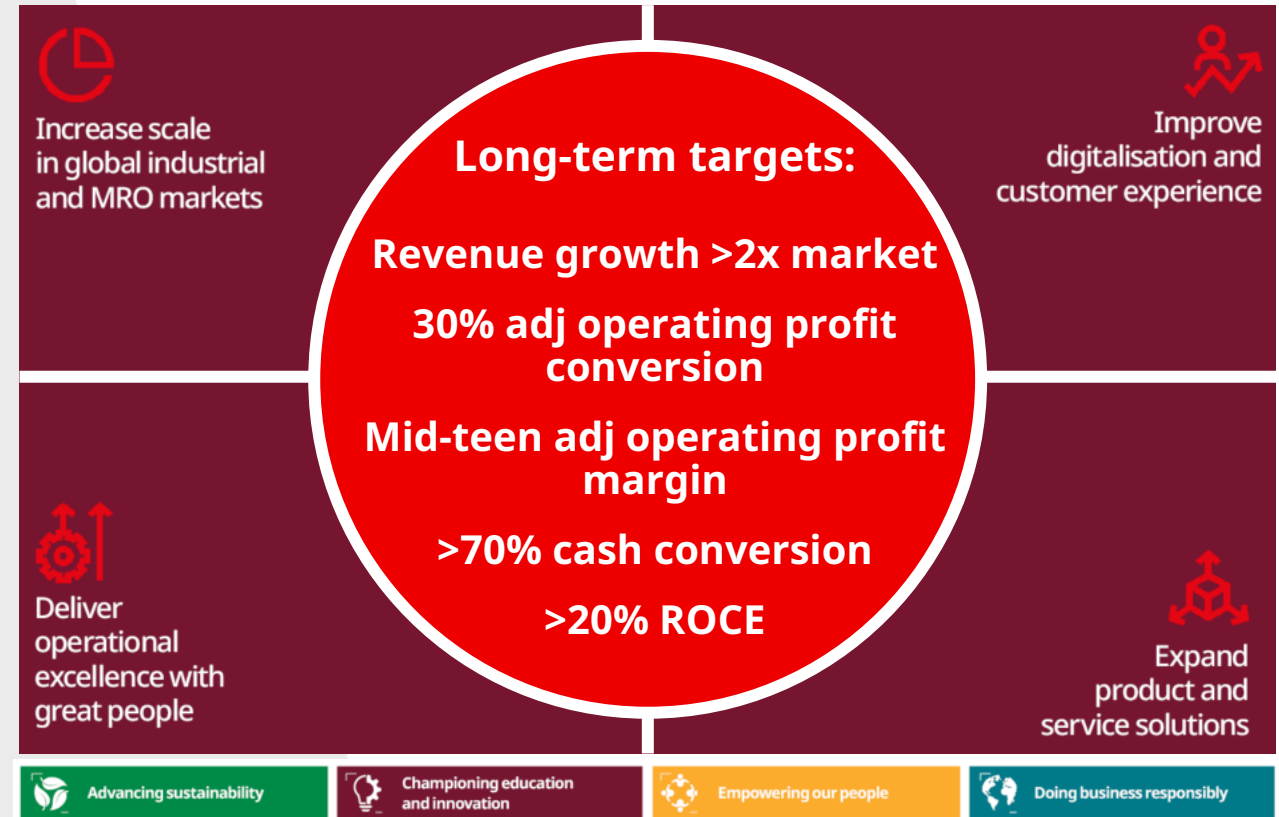 Increase scale
in global industrial
and MRO markets
Improve
digitalisation and
customer experience
Long-term targets:
Revenue growth >2x market
30% adj operating profit
conversion
Mid-teen adj operating profit
margin
>70% cash conversion
>20% ROCE
Deliver
operational
excellence with
great people
Expand
product and
service solutions
Advancing sustainability
Championing education
and innovation
Empowering our people
Doing business responsibly